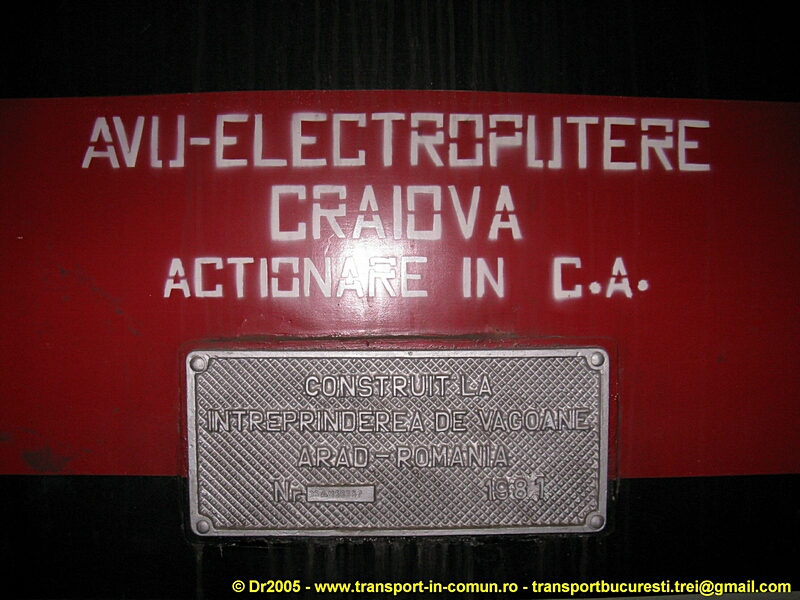 AVU-ELECTROPUTERE
CRAIOVA
ACTIONARE IN C.A.
CONSTRUIT LA
INTREPRINDEREA DE VAGOANE
ARAD-ROMANIA
Nr. 1981
© Dr2005 - www.transport-in-comun.ro - transportbucuresti.trei@gmail.com